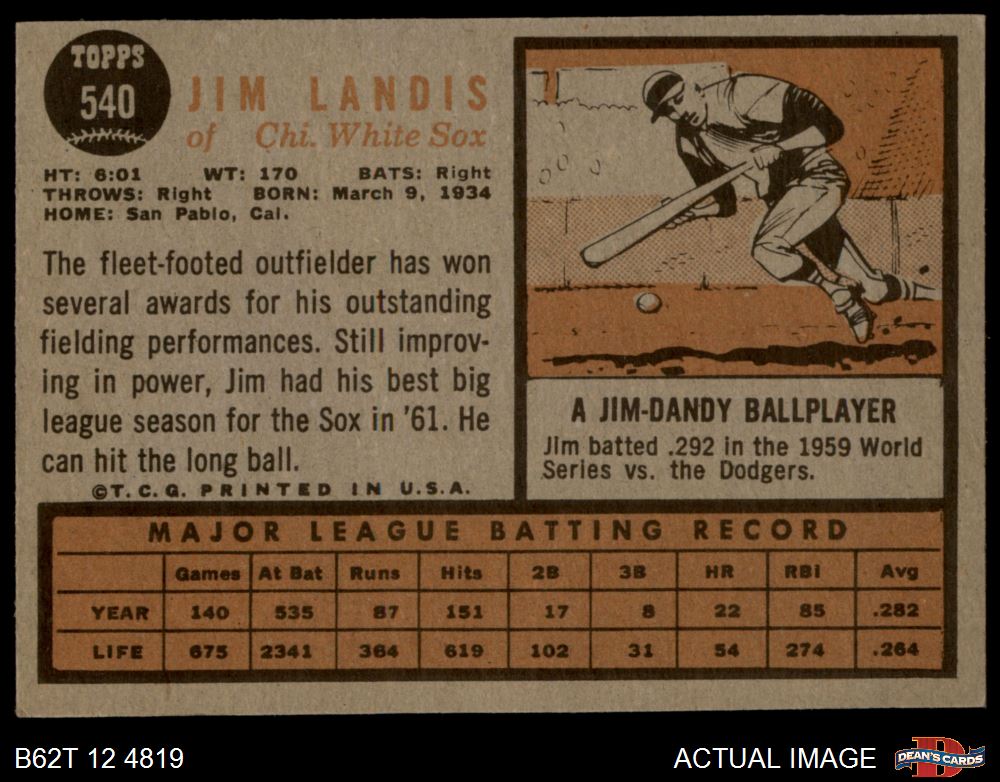 TOPPS
540
JIM LANDIS
of Chi. White Sox
HT: 6:01 WT: 170 BATS: Right
THROWS: Right BORN: March 9, 1934
HOME: San Pablo, Cal.
The fleet-footed outfielder has won
several awards for his outstanding
fielding performances. Still improv-
ing in power, Jim had his best big
league season for the Sox in '61. He
can hit the long ball.
©T.C.G. PRINTED IN U.S.A.
A JIM-DANDY BALLPLAYER
Jim batted .292 in the 1959 World
Series vs. the Dodgers.
MAJOR LEAGUE BATTING RECORD
Games At Bat Runs Hits 2B 3B HR RBI Avg
YEAR 140 535 87 151 17 8 22 85 .282
LIFE 675 2341 364 619 102 31 54 274 .264
B62T 12 4819
ACTUAL IMAGE
D
DEAN'S CARDS